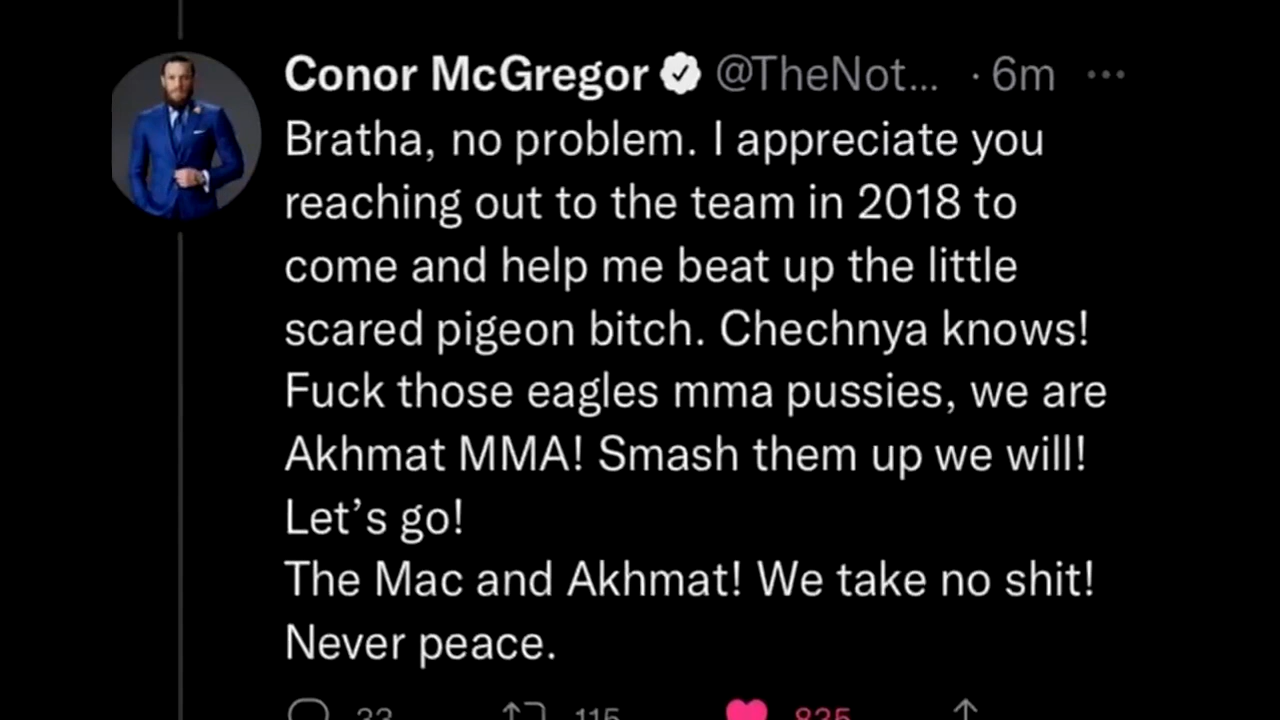 Conor McGregor @TheNot... · 6m ...
Bratha, no problem. I appreciate you
reaching out to the team in 2018 to
come and help me beat up the little
scared pigeon bitch. Chechnya knows!
Fuck those eagles mma pussies, we are
Akhmat MMA! Smash them up we will!
Let’s go!
The Mac and Akhmat! We take no shit!
Never peace.
33 115 835